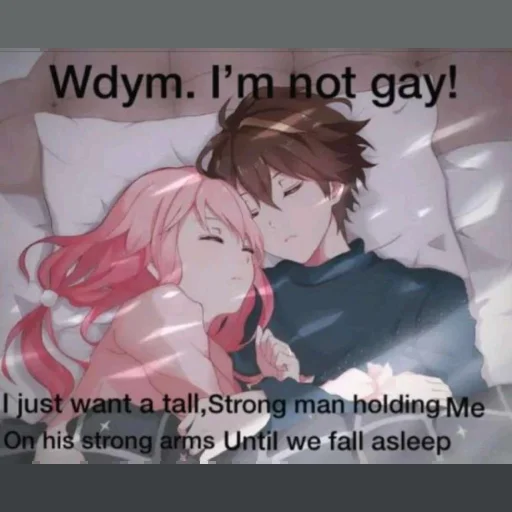 Wdym. I'm not gay!
I just want a tall,Strong man holding Me
On his strong arms Until we fall asleep